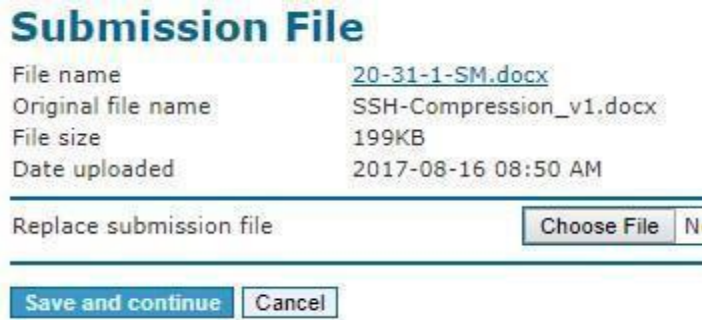 Submission File
File name 20-31-1-SM.docx
Original file name SSH-Compression_v1.docx
File size 199KB
Date uploaded 2017-08-16 08:50 AM
Replace submission file Choose File N
Save and continue Cancel